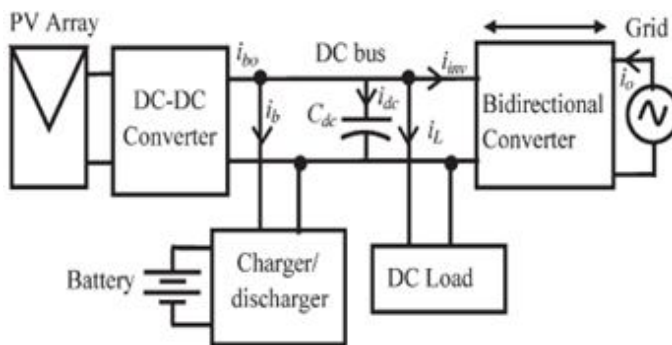 PV Array
DC-DC
Converter
i_bo
DC bus
i_b
C_dc
i_dc
i_L
i_inv
Bidirectional
Converter
Grid
i_o
Battery
Charger/
discharger
DC Load